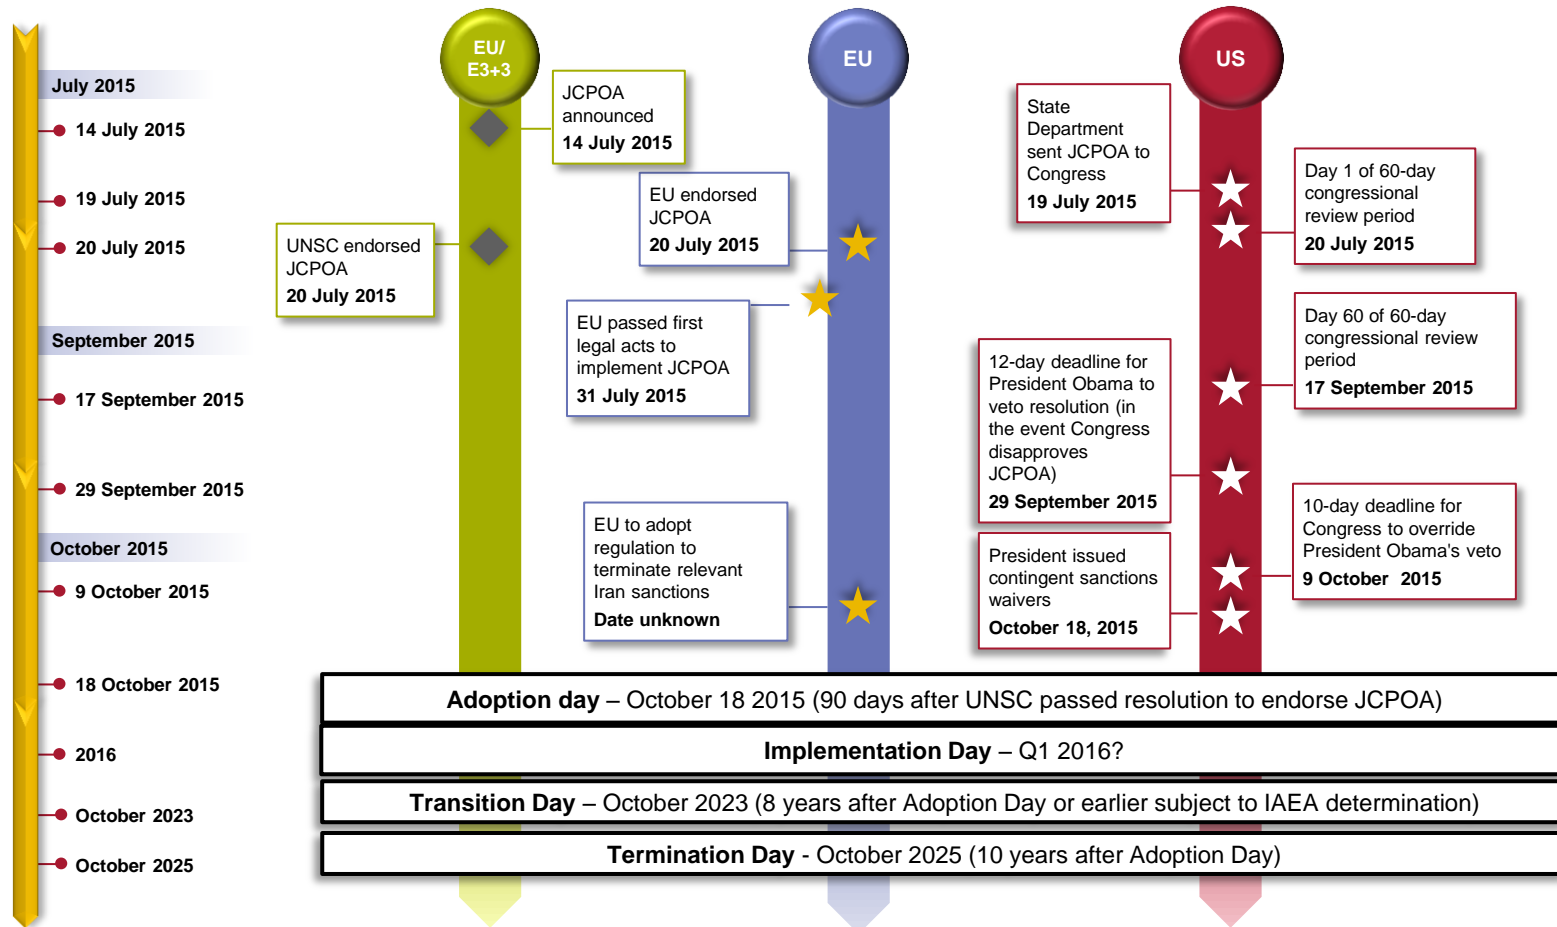 July 2015
14 July 2015
19 July 2015
20 July 2015
September 2015
17 September 2015
29 September 2015
October 2015
9 October 2015
18 October 2015
2016
October 2023
October 2025
EU/
E3+3
JCPOA
announced
14 July 2015
UNSC endorsed
JCPOA
20 July 2015
EU
EU endorsed
JCPOA
20 July 2015
EU passed first
legal acts to
implement JCPOA
31 July 2015
EU to adopt
regulation to
terminate relevant
Iran sanctions
Date unknown
US
State
Department
sent JCPOA to
Congress
19 July 2015
Day 1 of 60-day
congressional
review period
20 July 2015
Day 60 of 60-day
congressional review
period
17 September 2015
12-day deadline for
President Obama to
veto resolution (in
the event Congress
disapproves
JCPOA)
29 September 2015
10-day deadline for
Congress to override
President Obama's veto
9 October  2015
President issued
contingent sanctions
waivers
October 18, 2015
Adoption day – October 18 2015 (90 days after UNSC passed resolution to endorse JCPOA)
Implementation Day – Q1 2016?
Transition Day – October 2023 (8 years after Adoption Day or earlier subject to IAEA determination)
Termination Day - October 2025 (10 years after Adoption Day)